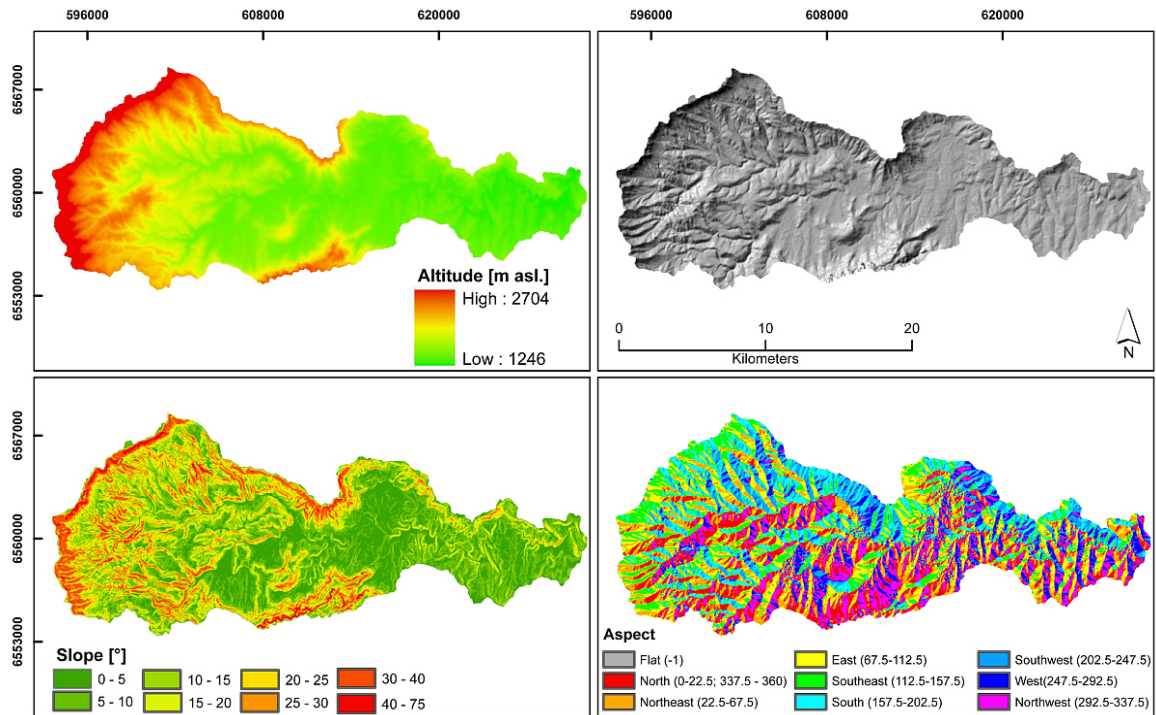 596000 608000 620000
596000 608000 620000
6567000
6560000
6553000
Altitude [m asl.]
High : 2704
Low : 1246
0 10 20
Kilometers
N
6567000
6560000
6553000
Slope [°]
0 - 5 10 - 15 20 - 25 30 - 40
5 - 10 15 - 20 25 - 30 40 - 75
Aspect
Flat (-1) East (67.5-112.5) Southwest (202.5-247.5)
North (0-22.5; 337.5 - 360) Southeast (112.5-157.5) West(247.5-292.5)
Northeast (22.5-67.5) South (157.5-202.5) Northwest (292.5-337.5)